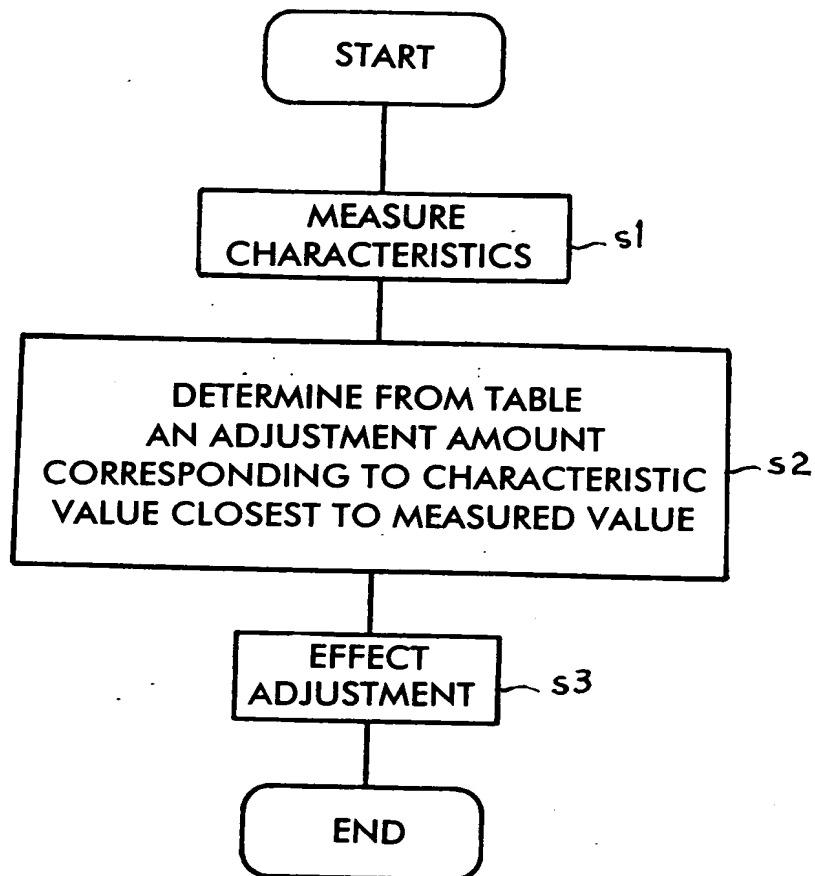 START
MEASURE
CHARACTERISTICS
s1
DETERMINE FROM TABLE
AN ADJUSTMENT AMOUNT
CORRESPONDING TO CHARACTERISTIC
VALUE CLOSEST TO MEASURED VALUE
s2
EFFECT
ADJUSTMENT
s3
END